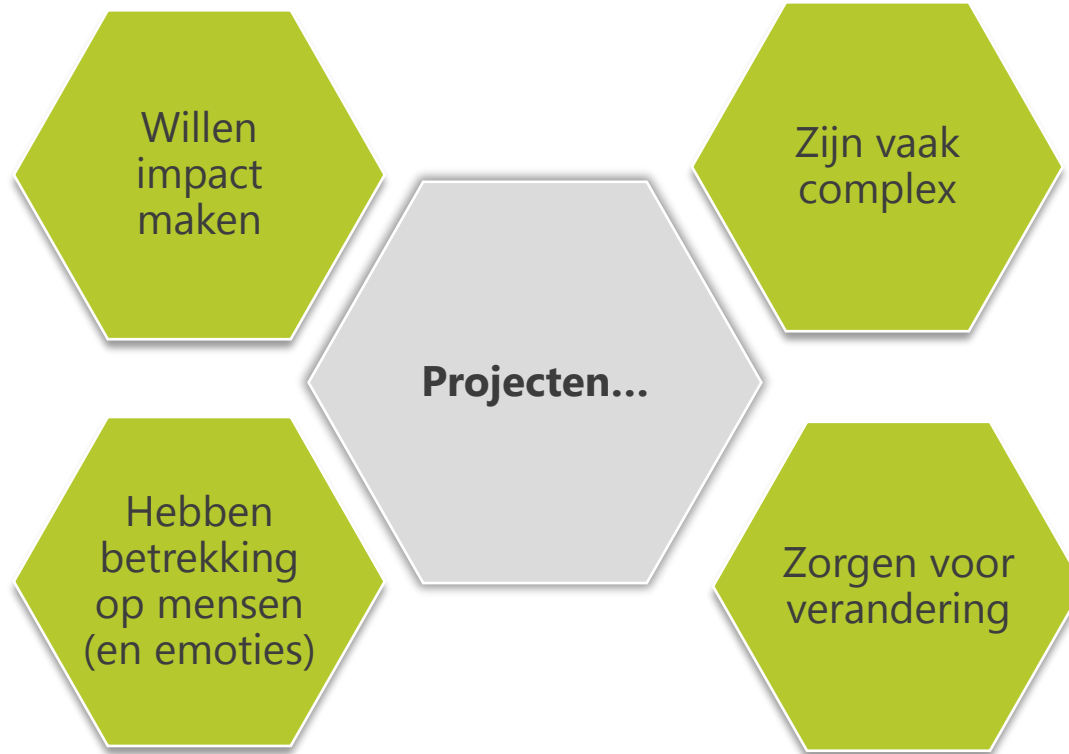 Willen
impact
maken
Zijn vaak
complex
Projecten...
Hebben
betrekking
op mensen
(en emoties)
Zorgen voor
verandering